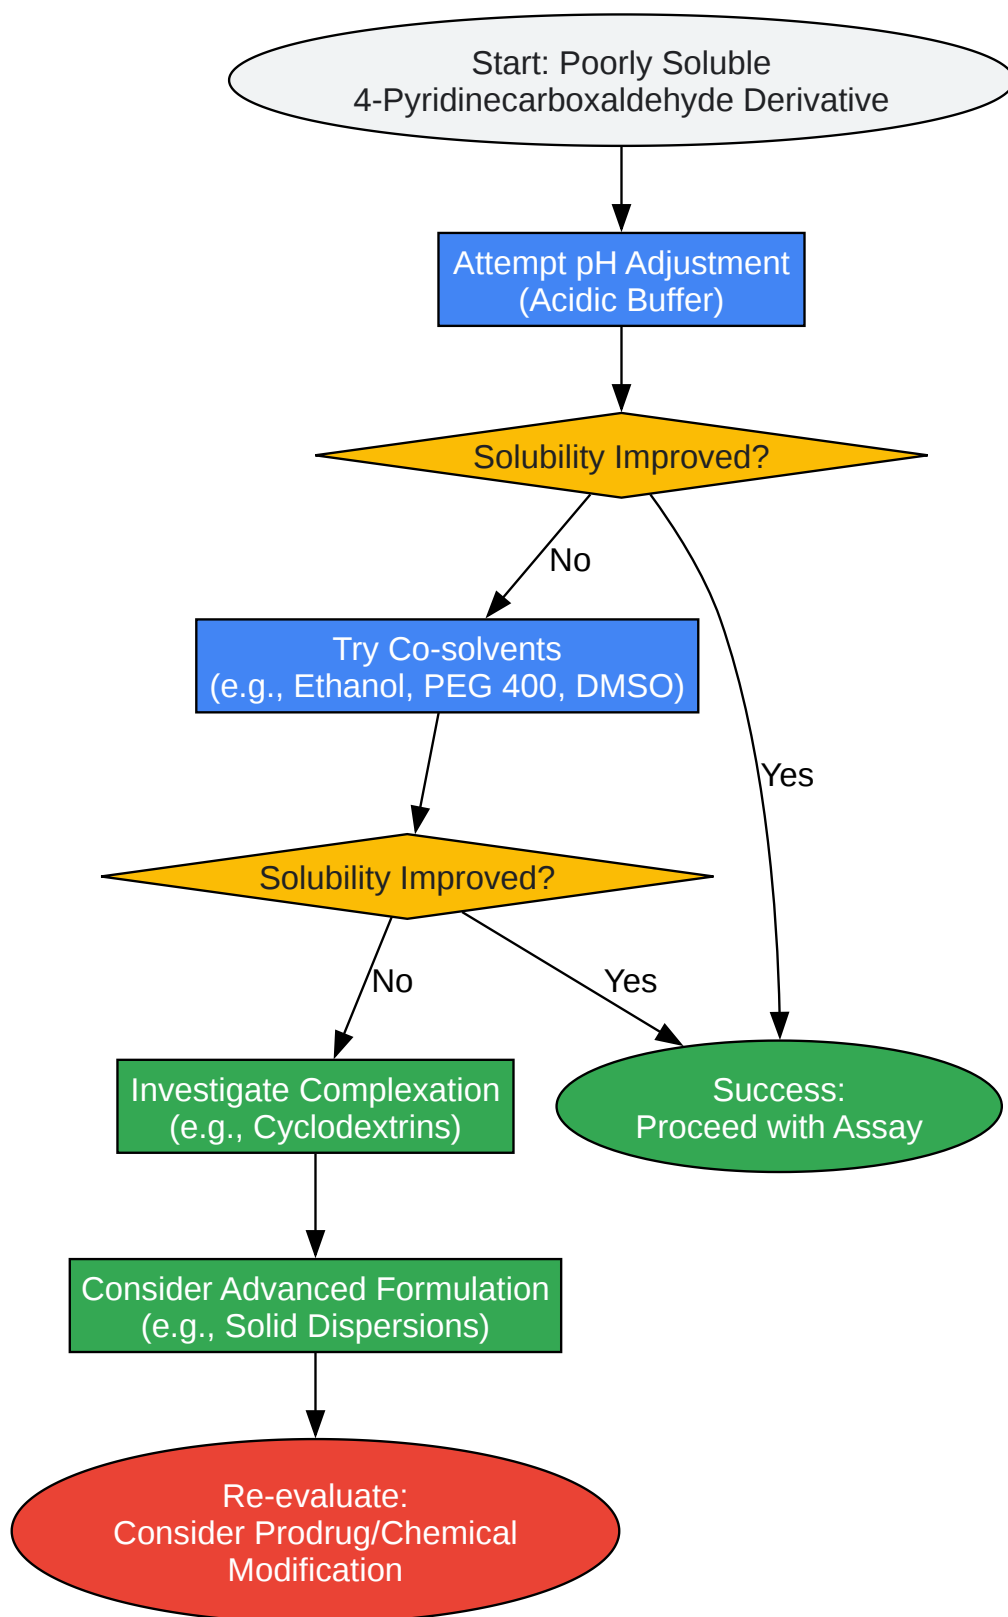 Start: Poorly Soluble
4-Pyridinecarboxaldehyde Derivative
Attempt pH Adjustment
(Acidic Buffer)
Solubility Improved?
No
Try Co-solvents
(e.g., Ethanol, PEG 400, DMSO)
Yes
Solubility Improved?
No
Yes
Investigate Complexation
(e.g., Cyclodextrins)
Success:
Proceed with Assay
Consider Advanced Formulation
(e.g., Solid Dispersions)
Re-evaluate:
Consider Prodrug/Chemical
Modification